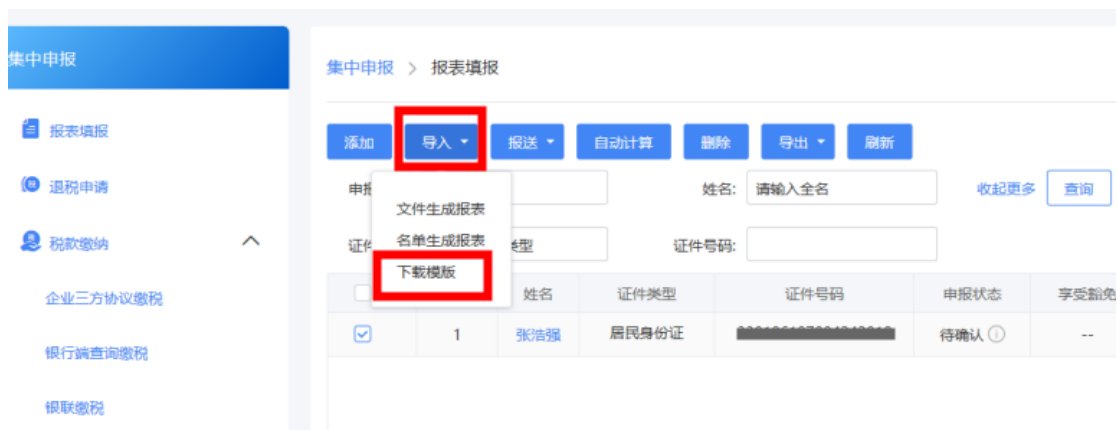 集中申报
集中申报 > 报表填报
报表填报
添加 导入 报送 自动计算 删除 导出 刷新
退税申请
申报
姓名: 请输入全名 收起更多 查询
文件生成报表
税款缴纳
名单生成报表
证件 类型 证件号码:
下载模版
企业三方协议缴税
姓名 证件类型 证件号码 申报状态 享受豁免
1 张浩强 居民身份证 待确认 --
银行端查询缴税
银联缴税